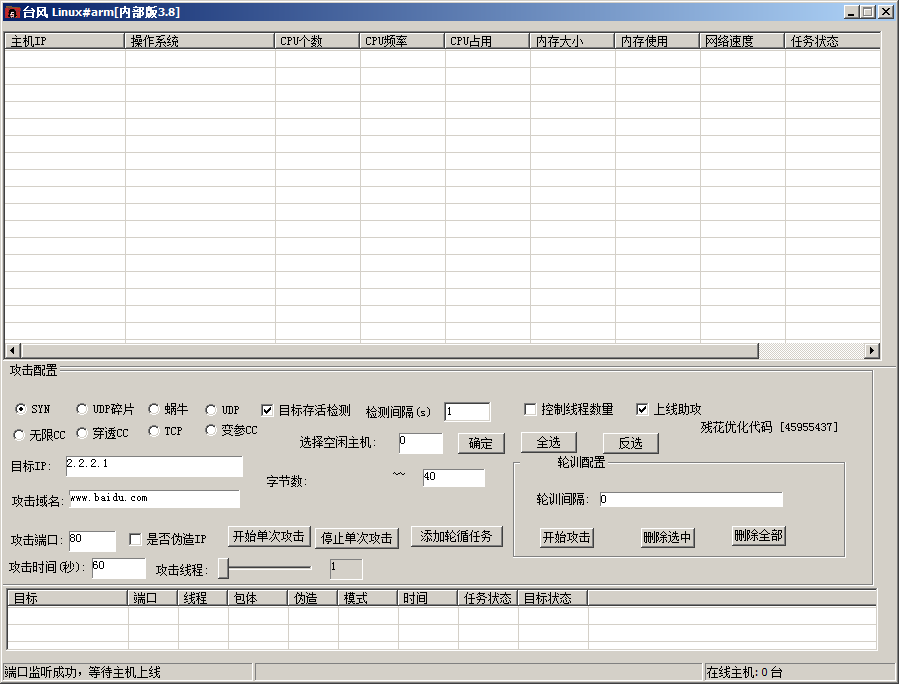 台风 Linux#arm[内部版3.8]
主机IP 操作系统 CPU个数 CPU频率 CPU占用 内存大小 内存使用 网络速度 任务状态
攻击配置
SYN UDP碎片 蜗牛 UDP 目标存活检测 检测间隔(s) 1 控制线程数量 上线助攻
无限CC 穿透CC TCP 变参CC 选择空闲主机: 0 确定 全选 反选 残花优化代码 [45955437]
目标IP: 2.2.2.1 字节数: ~~ 40 轮训配置
攻击域名: www.baidu.com 轮训间隔: 0
攻击端口: 80 是否伪造IP 开始单次攻击 停止单次攻击 添加轮循任务 开始攻击 删除选中 删除全部
攻击时间(秒): 60 攻击线程: 1
目标 端口 线程 包体 伪造 模式 时间 任务状态 目标状态
端口监听成功，等待主机上线 在线主机: 0 台